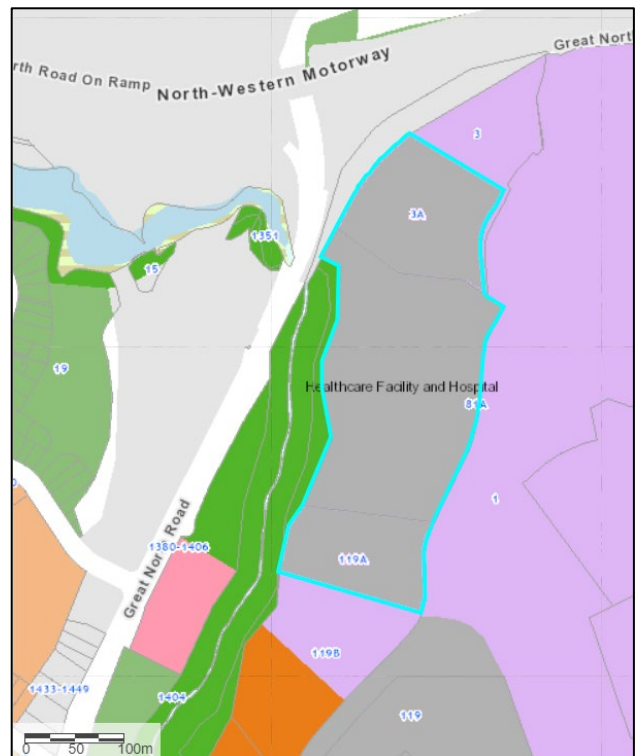 Great North
North-Western Motorway
rth Road On Ramp
3
3A
1351
15
19
Healthcare Facility and Hospital
81A
1
Great North Road
1380-1406
119A
119B
1433-1449
1404
119
0 50 100m